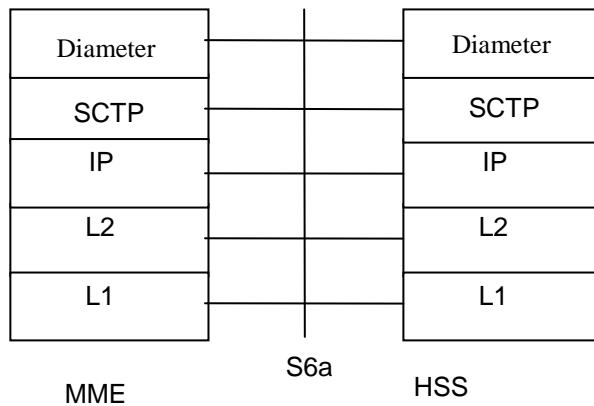 Diameter Diameter
SCTP SCTP
IP IP
L2 L2
L1 L1
S6a
MME HSS